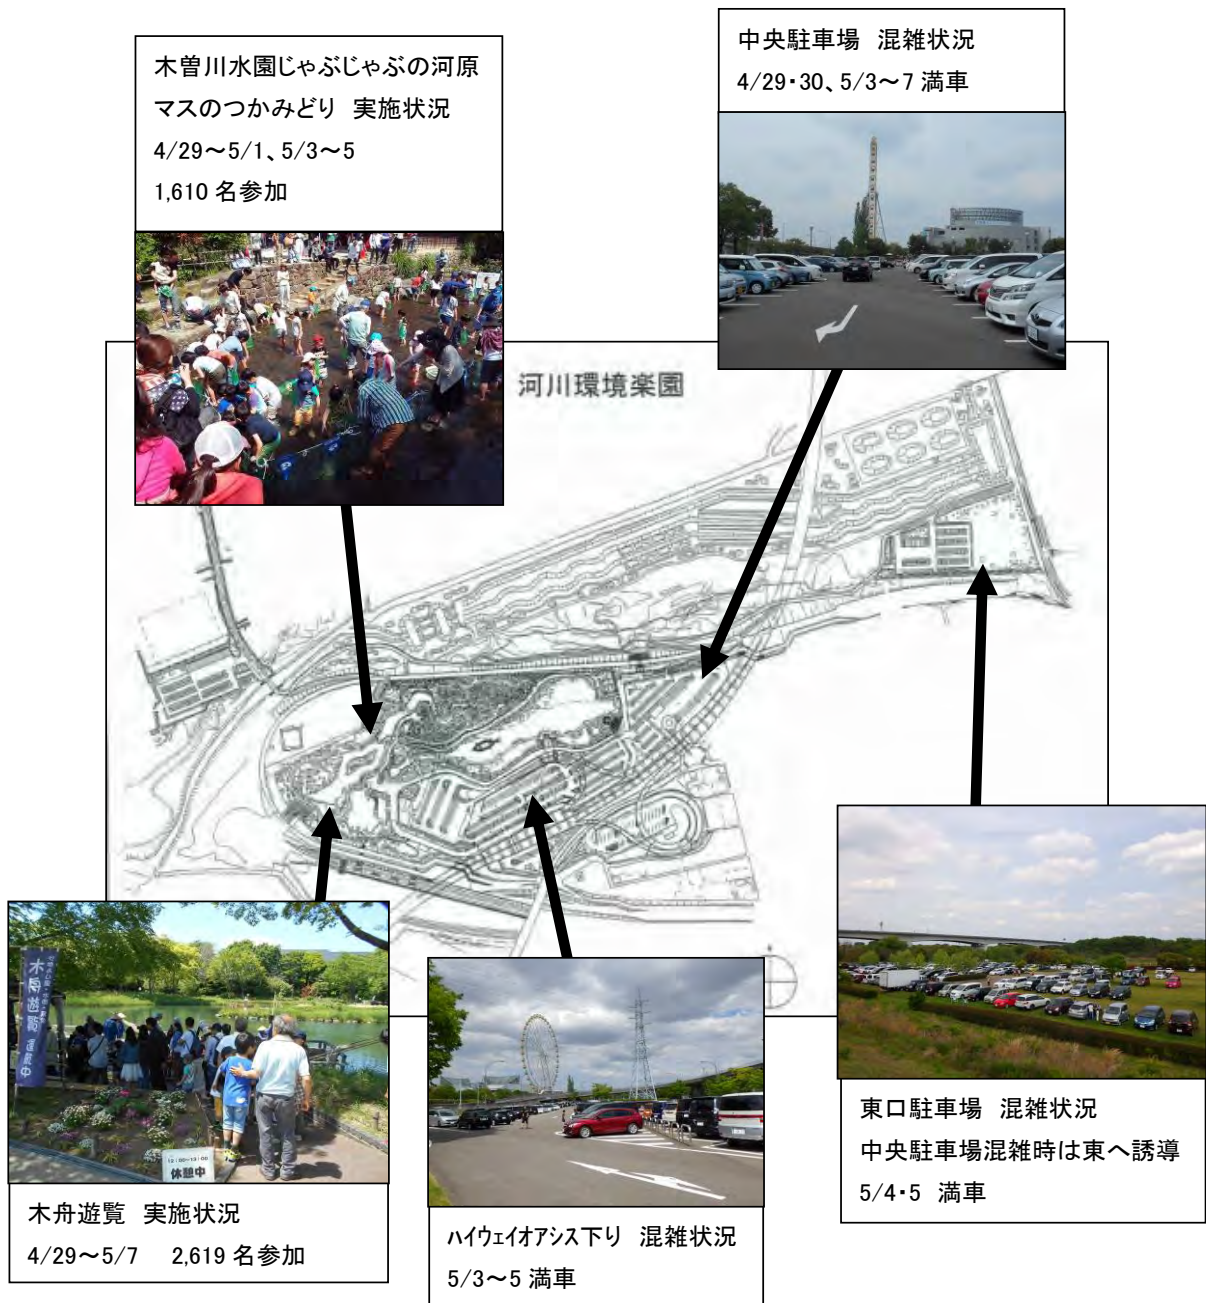 木曽川水園じゃぶじゃぶの河原
マスのつかみどり 実施状況
4/29～5/1、5/3～5
1,610 名参加
中央駐車場 混雑状況
4/29・30、5/3～7 満車
河川環境楽園
木舟遊覧
休憩中
木舟遊覧 実施状況
4/29～5/7 2,619 名参加
ハイウェイオアシス下り 混雑状況
5/3～5 満車
東口駐車場 混雑状況
中央駐車場混雑時は東へ誘導
5/4・5 満車